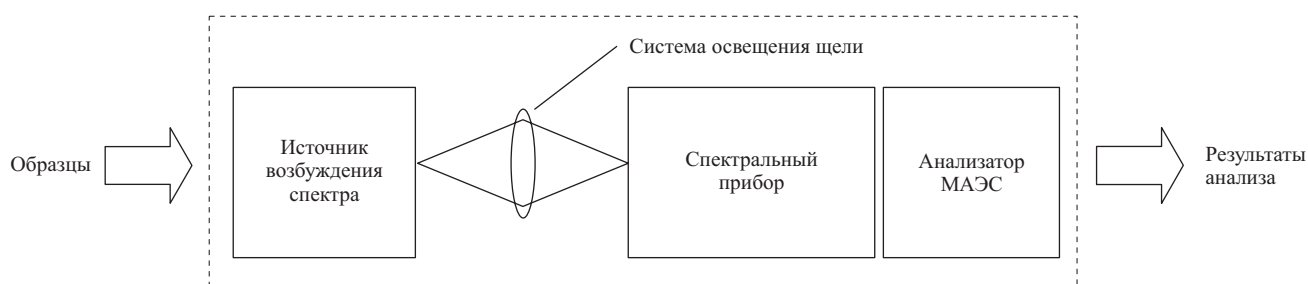 Система освещения щели
Образцы
Источник
возбуждения
спектра
Спектральный
прибор
Анализатор
МАЭС
Результаты
анализа